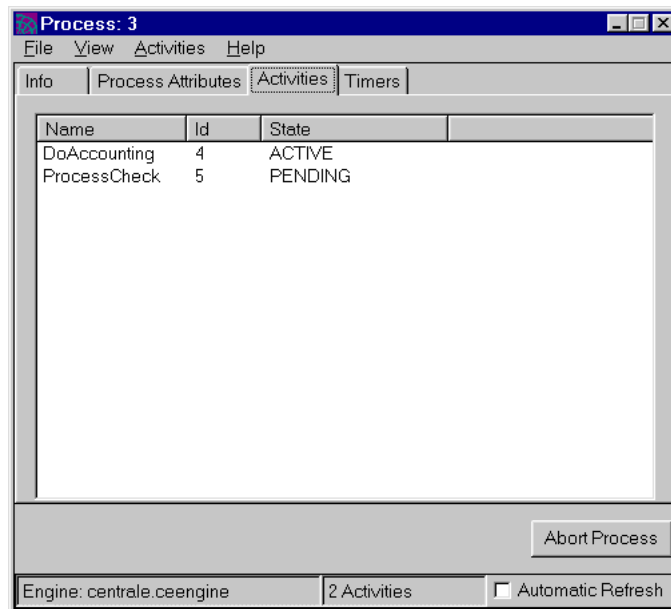 Process: 3
File View Activities Help
Info Process Attributes Activities Timers
Name Id State
DoAccounting 4 ACTIVE
ProcessCheck 5 PENDING
Abort Process
Engine: centrale.ceengine 2 Activities Automatic Refresh